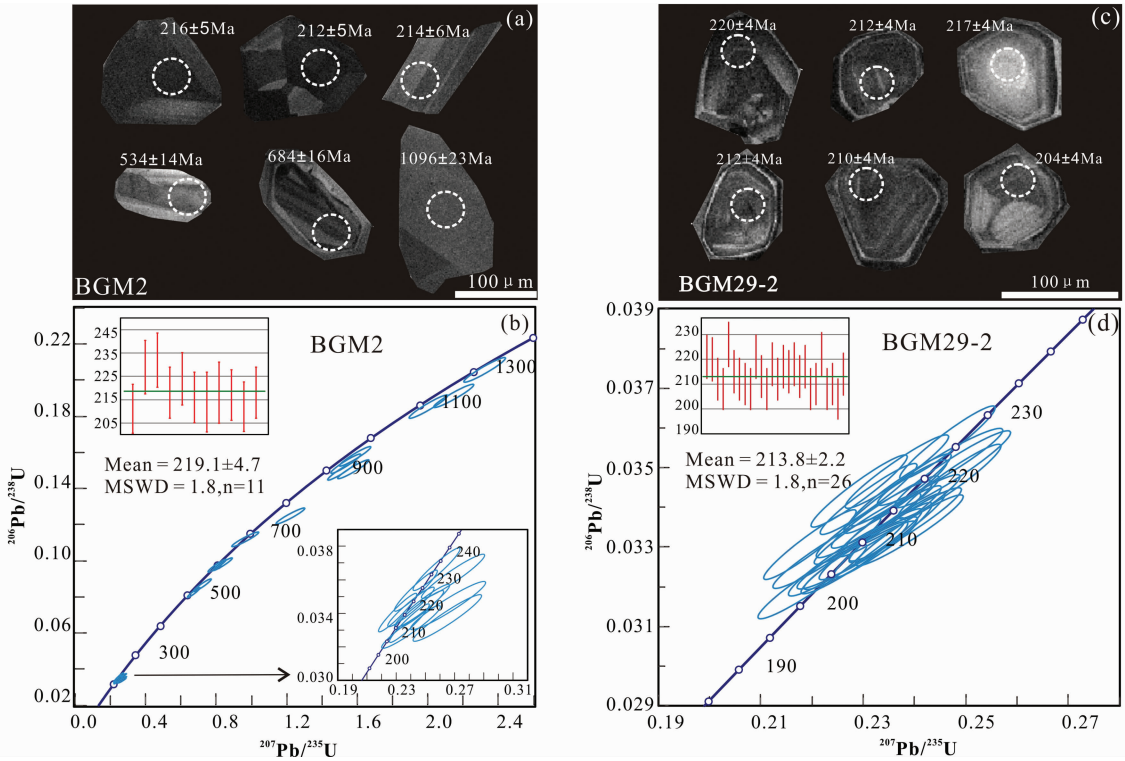 (a)
216±5Ma 212±5Ma 214±6Ma
534±14Ma 684±16Ma 1096±23Ma
BGM2
100μm
(c)
220±4Ma 212±4Ma 217±4Ma
212±4Ma 210±4Ma 204±4Ma
BGM29-2
100μm
(b)
BGM2
245
235
225
215
205
Mean = 219.1±4.7
MSWD = 1.8,n=11
0.22
0.18
0.14
0.10
0.06
0.02
206Pb/238U
1300
1100
900
700
500
300
0.038
0.034
0.030
240
230
220
210
200
0.19 0.23 0.27 0.31
0.0 0.4 0.8 1.2 1.6 2.0 2.4
207Pb/235U
(d)
BGM29-2
230
220
210
200
190
Mean = 213.8±2.2
MSWD = 1.8,n=26
0.039
0.037
0.035
0.033
0.031
0.029
206Pb/238U
230
220
210
200
190
0.19 0.21 0.23 0.25 0.27
207Pb/235U